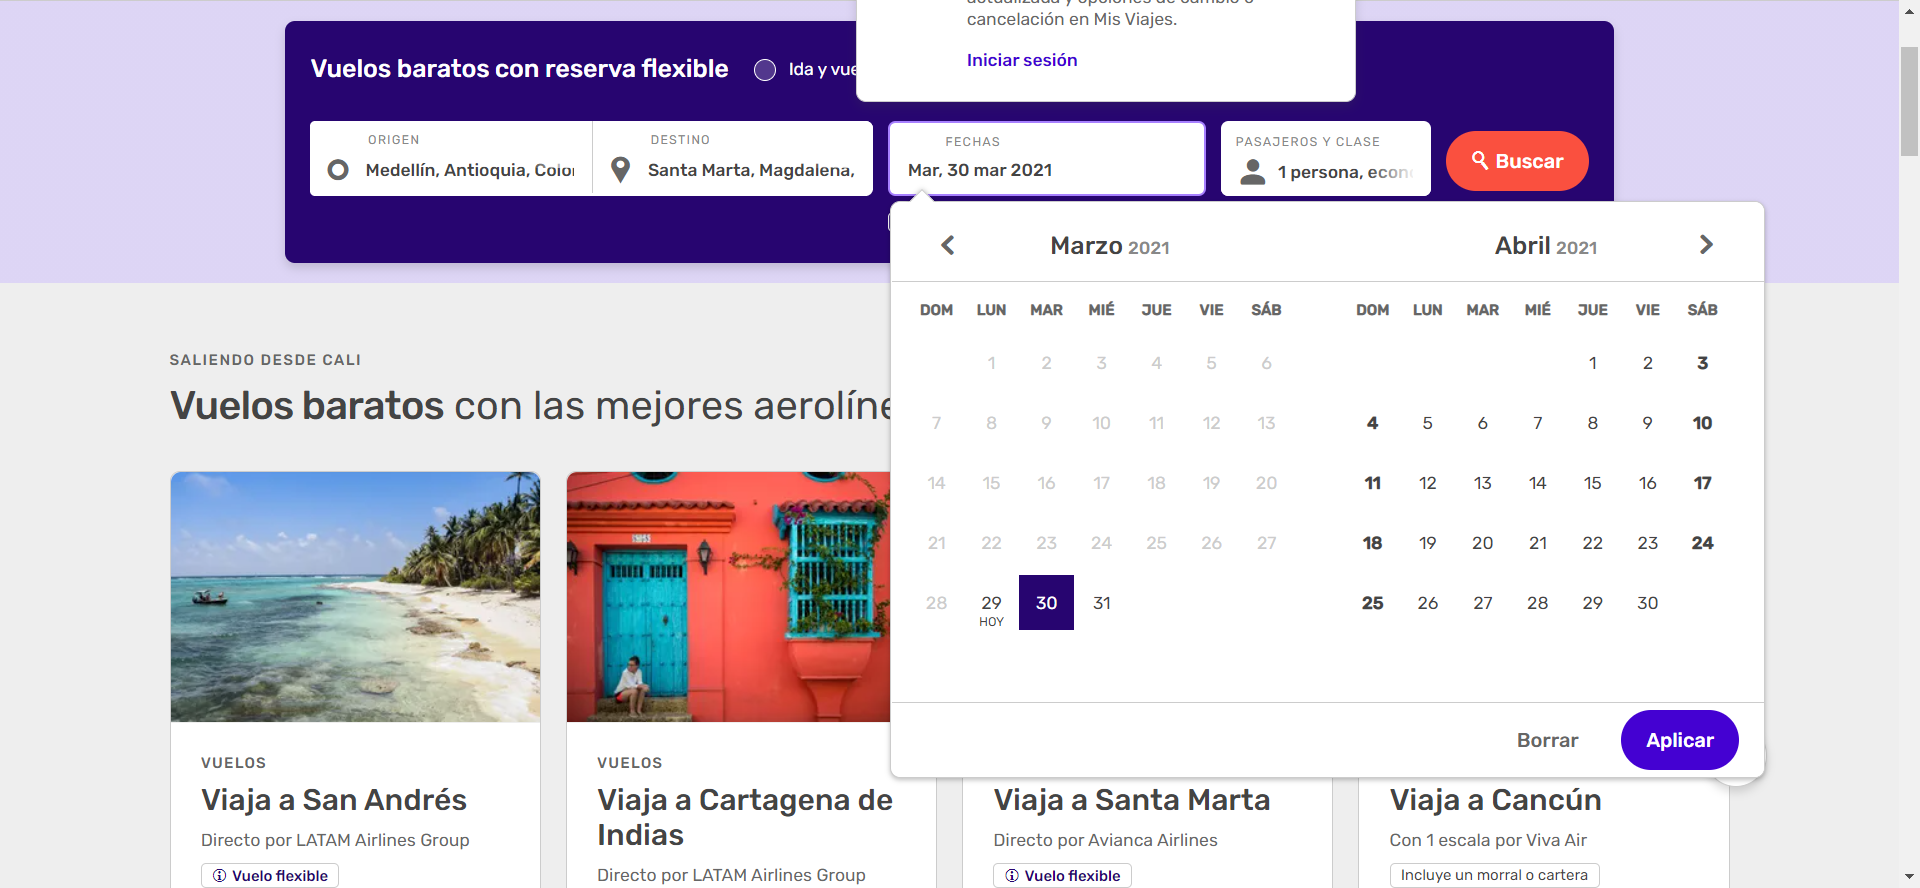 cancelación en Mis Viajes.
Iniciar sesión
Vuelos baratos con reserva flexible
Ida y vue
ORIGEN
Medellín, Antioquia, Color
DESTINO
Santa Marta, Magdalena,
FECHAS
Mar, 30 mar 2021
PASAJEROS Y CLASE
1 persona, econ
Buscar
Marzo 2021
Abril 2021
DOM LUN MAR MIÉ JUE VIE SÁB
1 2 3 4 5 6
7 8 9 10 11 12 13
14 15 16 17 18 19 20
21 22 23 24 25 26 27
28 29 30 31
HOY
DOM LUN MAR MIÉ JUE VIE SÁB
1 2 3
4 5 6 7 8 9 10
11 12 13 14 15 16 17
18 19 20 21 22 23 24
25 26 27 28 29 30
Borrar
Aplicar
SALIENDO DESDE CALI
Vuelos baratos con las mejores aerolíne
VUELOS
Viaja a San Andrés
Directo por LATAM Airlines Group
Vuelo flexible
VUELOS
Viaja a Cartagena de
Indias
Directo por LATAM Airlines Group
Viaja a Santa Marta
Directo por Avianca Airlines
Vuelo flexible
Viaja a Cancún
Con 1 escala por Viva Air
Incluye un morral o cartera